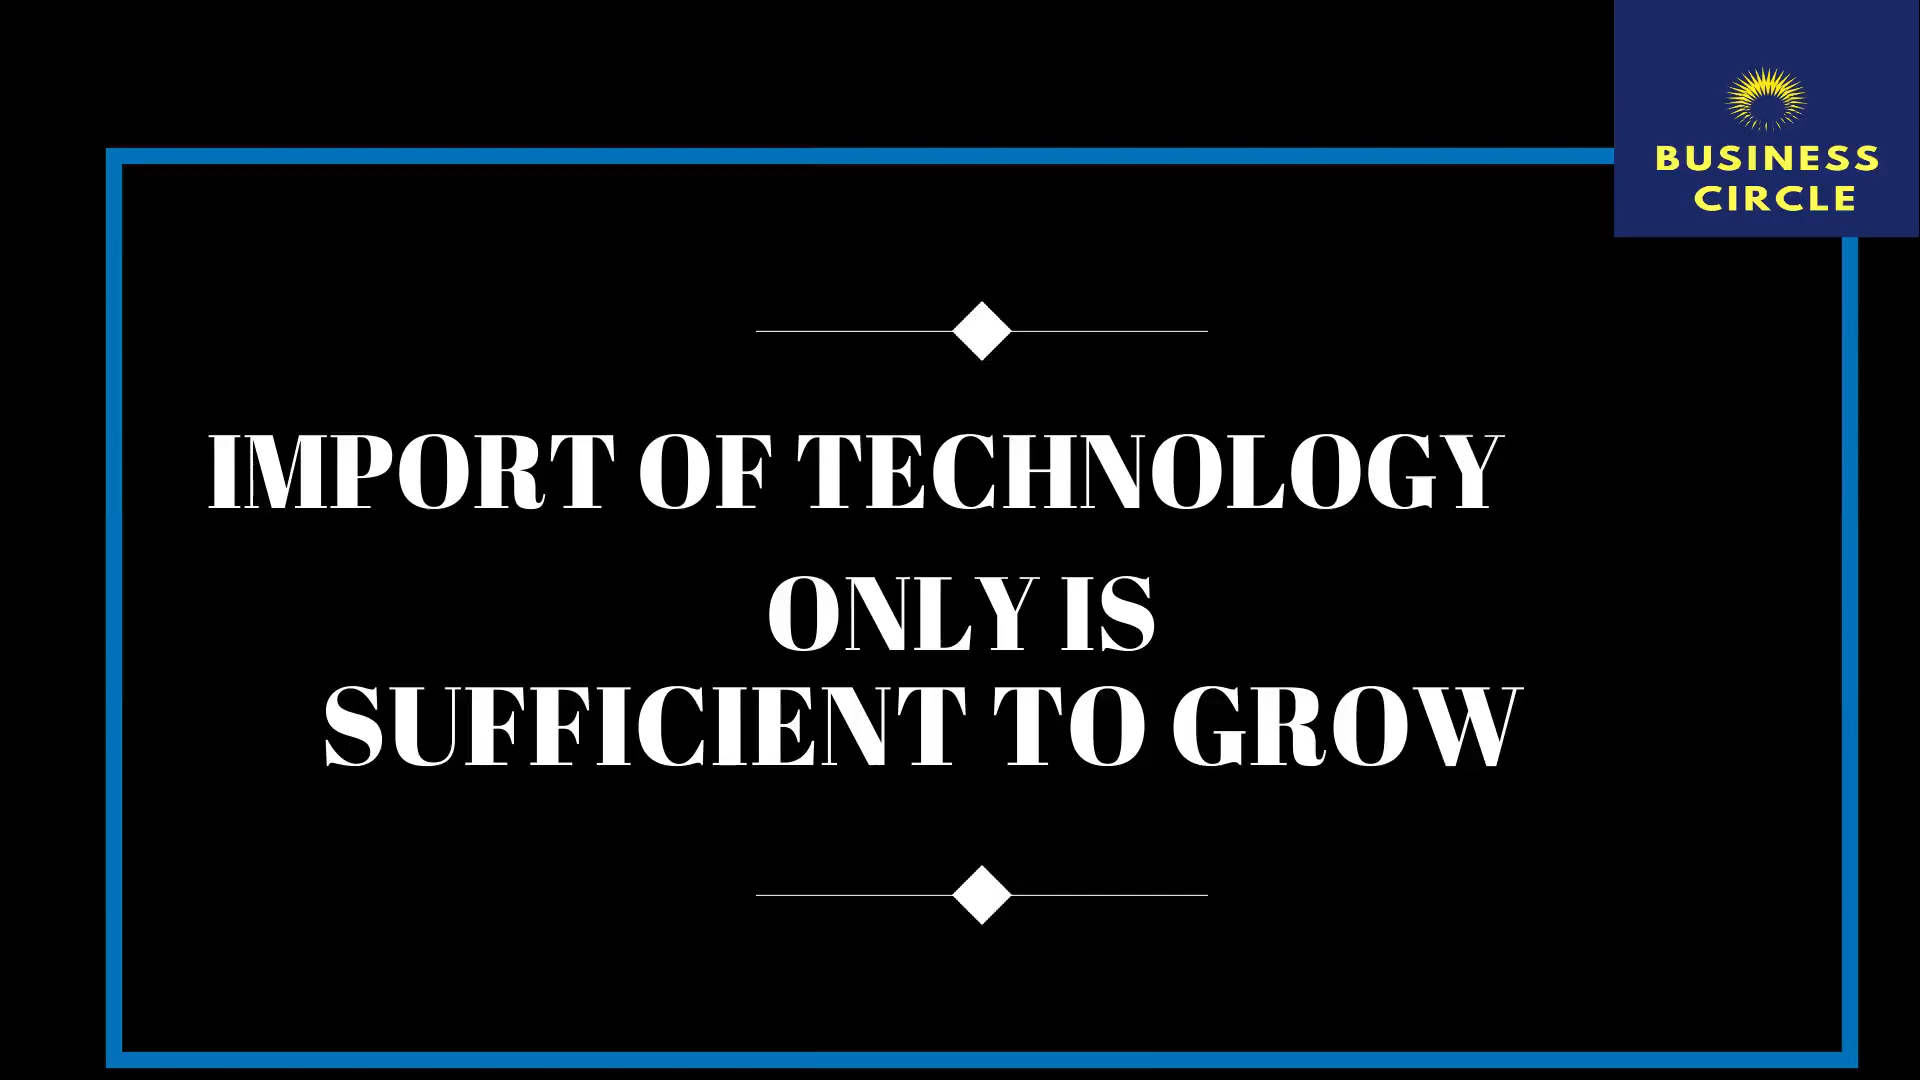 BUSINESS
CIRCLE
IMPORT OF TECHNOLOGY
ONLY IS
SUFFICIENT TO GROW